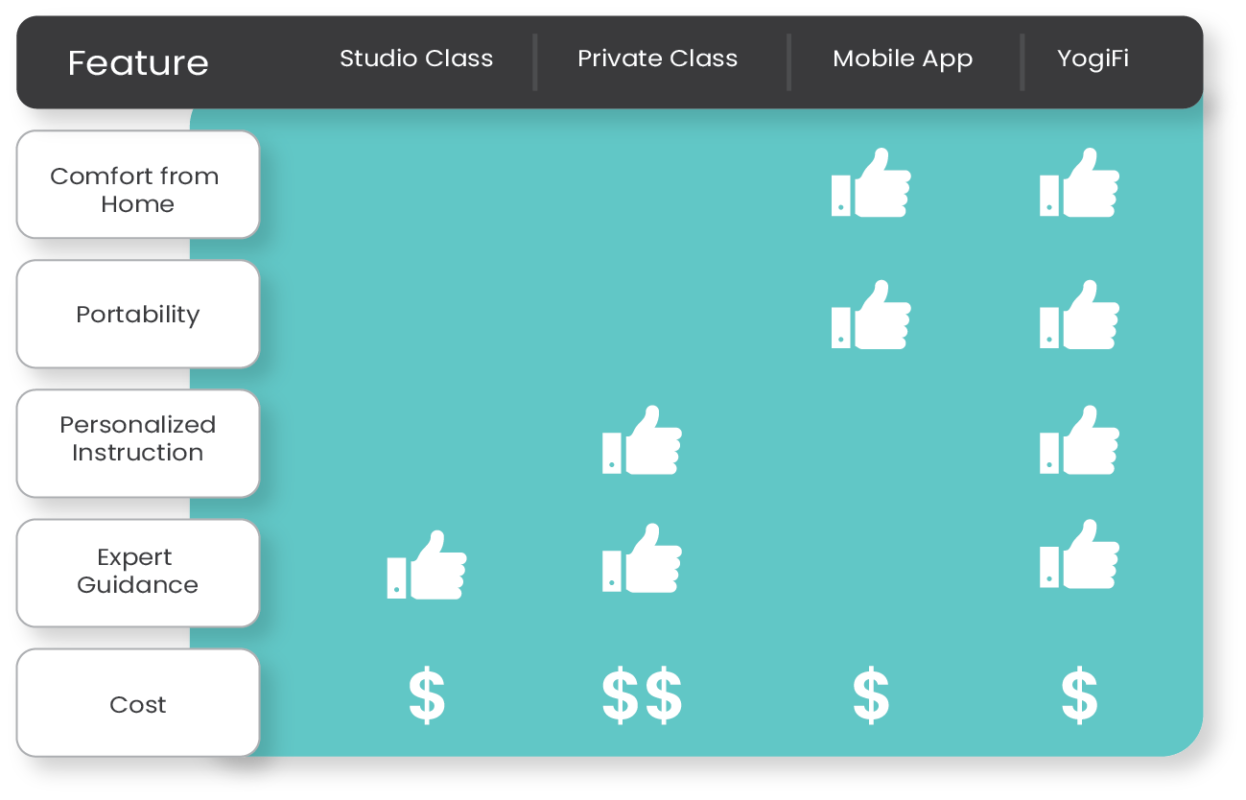 Feature Studio Class Private Class Mobile App YogiFi
Comfort from
Home
Portability
Personalized
Instruction
Expert
Guidance
Cost $ $$ $ $